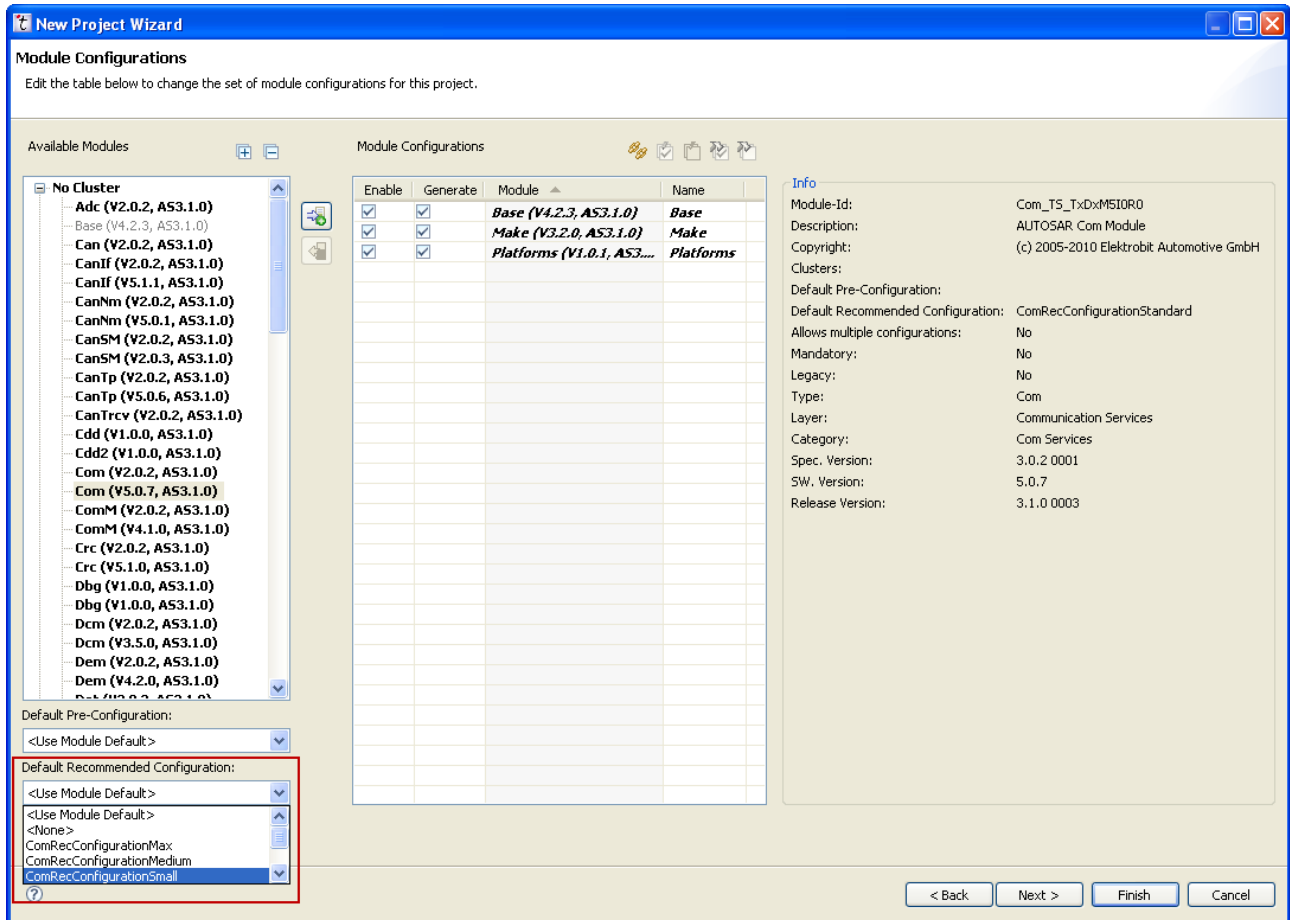 New Project Wizard
Module Configurations
Edit the table below to change the set of module configurations for this project.
Available Modules
No Cluster
Adc (V2.0.2, AS3.1.0)
Base (V4.2.3, AS3.1.0)
Can (V2.0.2, AS3.1.0)
CanIf (V2.0.2, AS3.1.0)
CanIf (V5.1.1, AS3.1.0)
CanNm (V2.0.2, AS3.1.0)
CanNm (V5.0.1, AS3.1.0)
CanSM (V2.0.2, AS3.1.0)
CanSM (V2.0.3, AS3.1.0)
CanTp (V2.0.2, AS3.1.0)
CanTp (V5.0.6, AS3.1.0)
CanTrcv (V2.0.2, AS3.1.0)
Cdd (V1.0.0, AS3.1.0)
Cdd2 (V1.0.0, AS3.1.0)
Com (V2.0.2, AS3.1.0)
Com (V5.0.7, AS3.1.0)
ComM (V2.0.2, AS3.1.0)
ComM (V4.1.0, AS3.1.0)
Crc (V2.0.2, AS3.1.0)
Crc (V5.1.0, AS3.1.0)
Dbg (V1.0.0, AS3.1.0)
Dbg (V1.0.0, AS3.1.0)
Dcm (V2.0.2, AS3.1.0)
Dcm (V3.5.0, AS3.1.0)
Dem (V2.0.2, AS3.1.0)
Dem (V4.2.0, AS3.1.0)
Default Pre-Configuration:
<Use Module Default>
Default Recommended Configuration:
<Use Module Default>
<Use Module Default>
<None>
ComRecConfigurationMax
ComRecConfigurationMedium
ComRecConfigurationSmall
Module Configurations
Enable Generate Module Name
Base (V4.2.3, AS3.1.0) Base
Make (V3.2.0, AS3.1.0) Make
Platforms (V1.0.1, AS3.... Platforms
Info
Module-Id: Com_TS_TxDxM5I0R0
Description: AUTOSAR Com Module
Copyright: (c) 2005-2010 Elektrobit Automotive GmbH
Clusters:
Default Pre-Configuration:
Default Recommended Configuration: ComRecConfigurationStandard
Allows multiple configurations: No
Mandatory: No
Legacy: No
Type: Com
Layer: Communication Services
Category: Com Services
Spec. Version: 3.0.2 0001
SW. Version: 5.0.7
Release Version: 3.1.0 0003
< Back Next > Finish Cancel